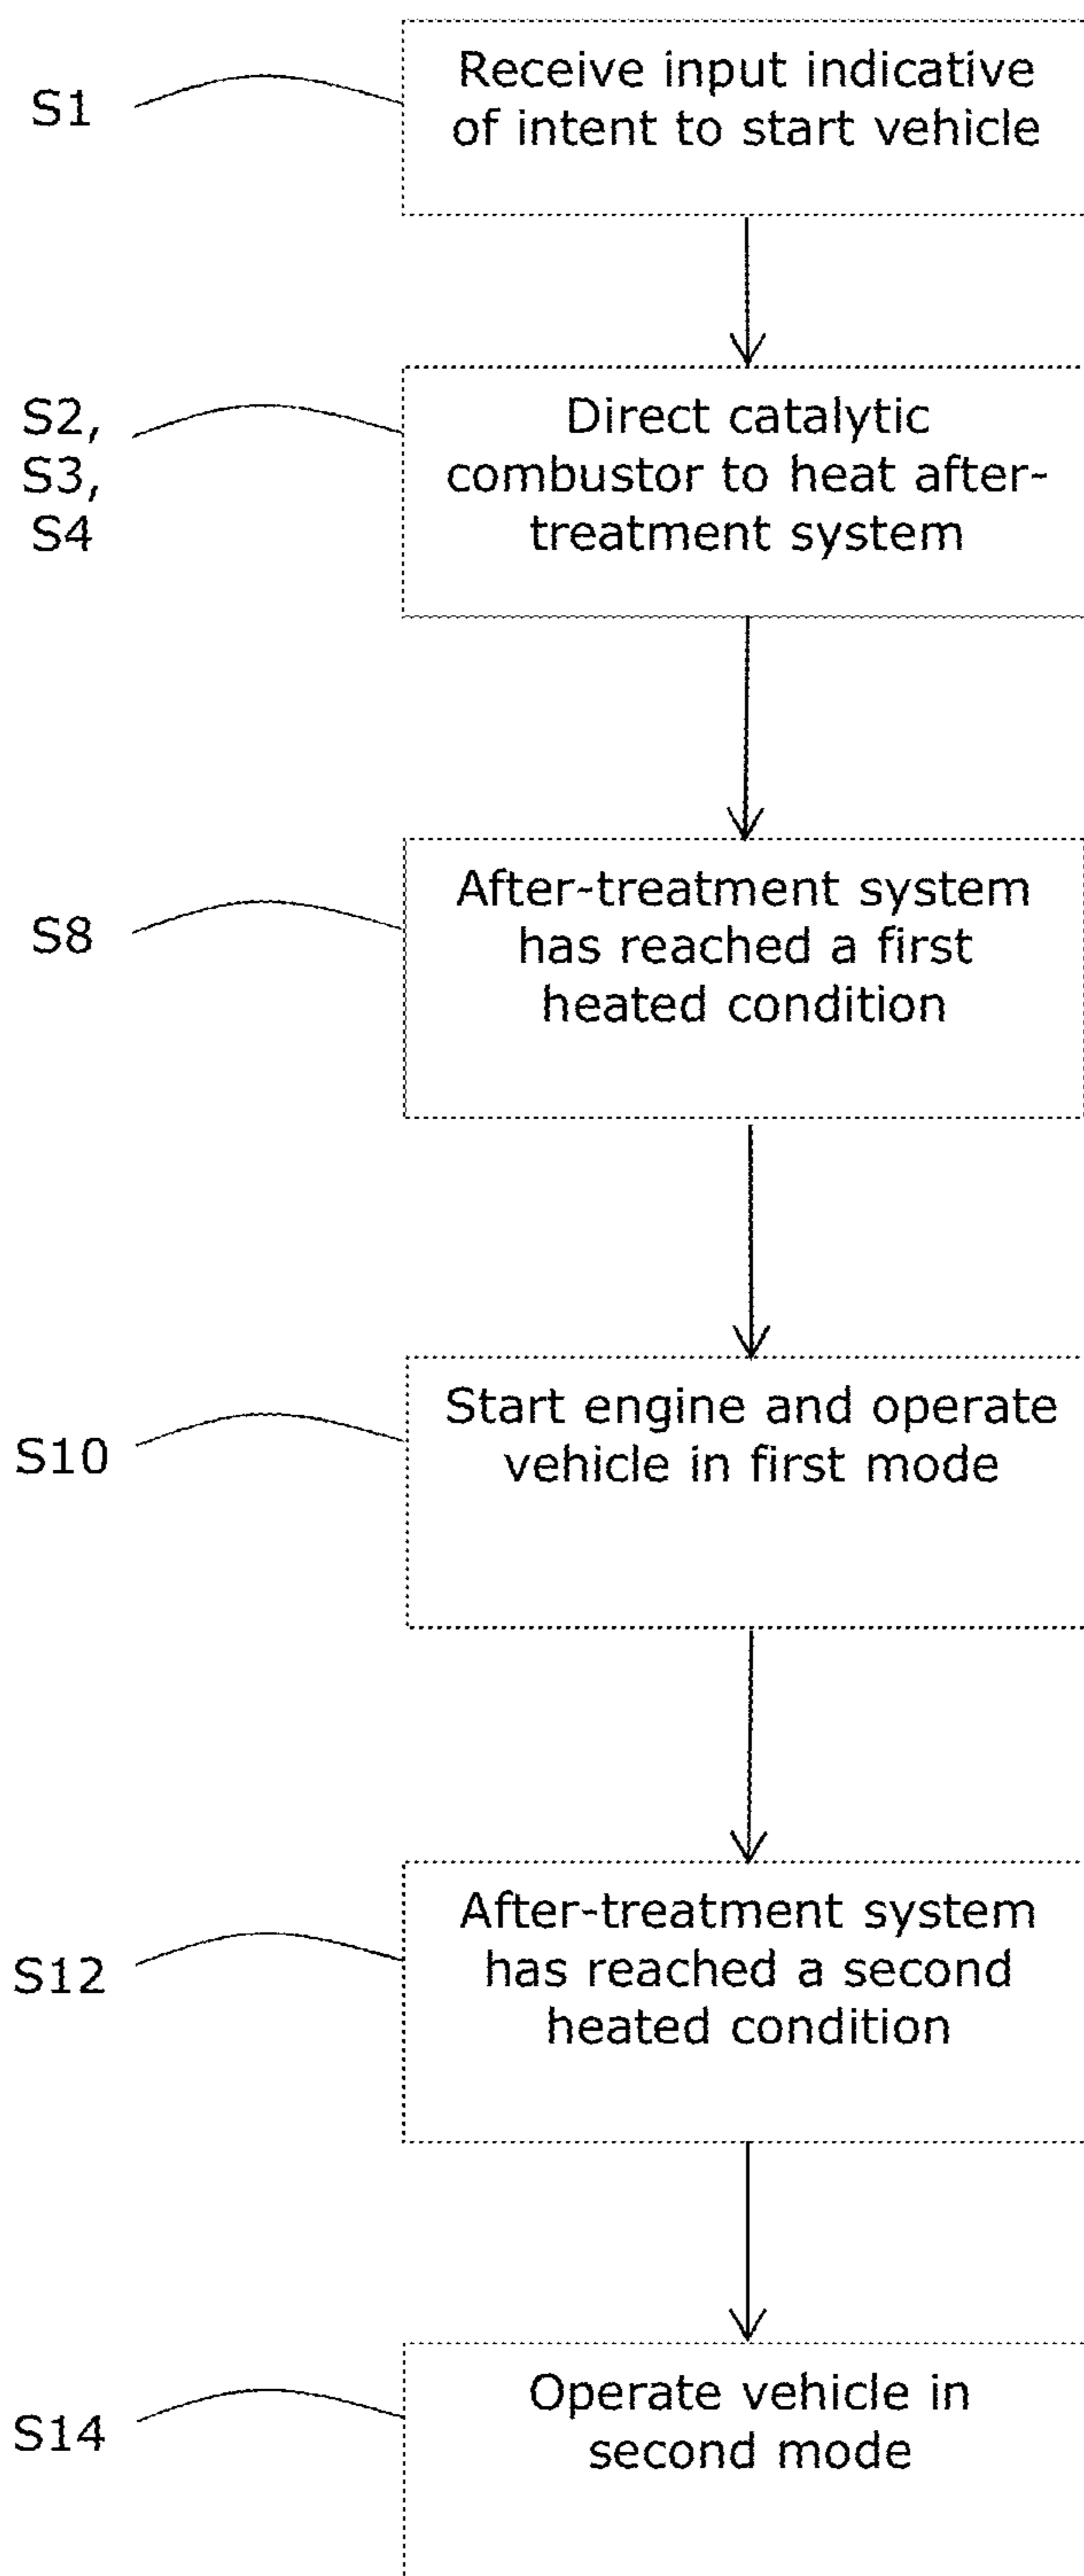 S1
Receive input indicative
of intent to start vehicle
S2,
S3,
S4
Direct catalytic
combustor to heat after-
treatment system
S8
After-treatment system
has reached a first
heated condition
S10
Start engine and operate
vehicle in first mode
S12
After-treatment system
has reached a second
heated condition
S14
Operate vehicle in
second mode